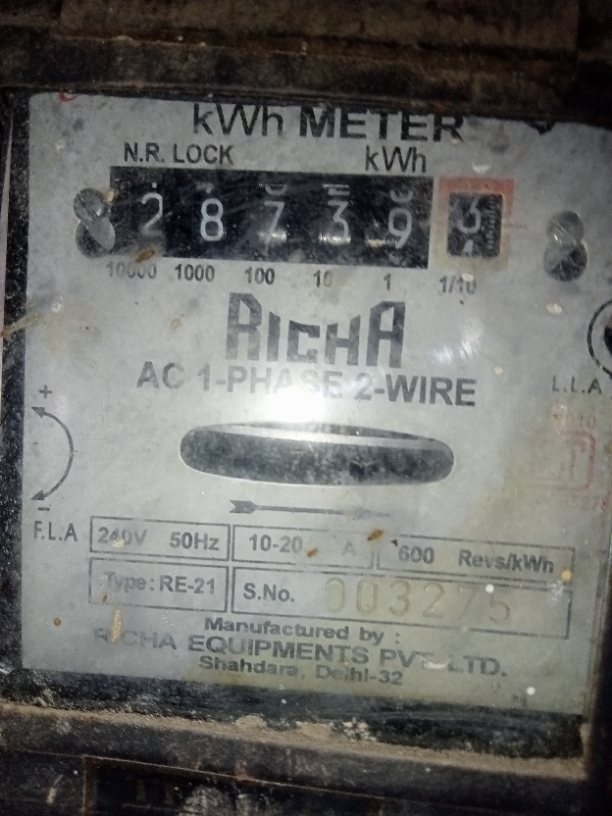 kWh METER
N.R. LOCK kWh
2 8 7 3 9 3
10000 1000 100 10 1 1/10
RICHA
AC 1-PHASE 2-WIRE
L.L.A
+
-
F.L.A
240V 50Hz 10-20 A 600 Revs/kWh
Type: RE-21 S.No. 003275
Manufactured by :
RICHA EQUIPMENTS PVT. LTD.
Shahdara, Delhi-32